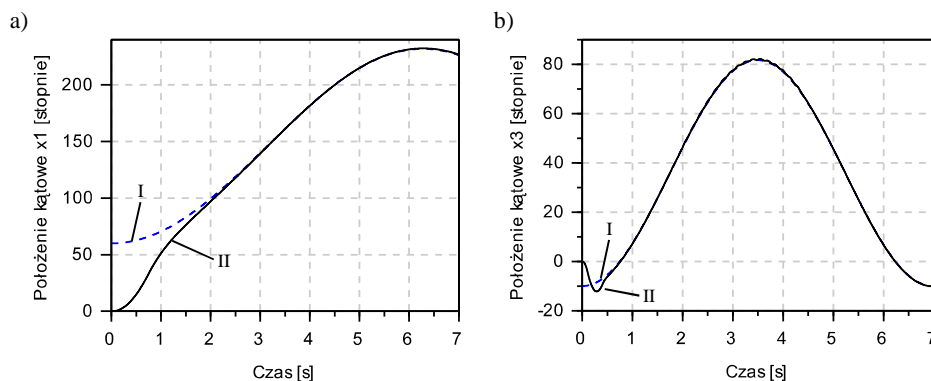 a)
Położenie kątowe x1 [stopnie]
200
150
100
50
0
I
II
0 1 2 3 4 5 6 7
Czas [s]
b)
Położenie kątowe x3 [stopnie]
80
60
40
20
0
-20
I
II
0 1 2 3 4 5 6 7
Czas [s]